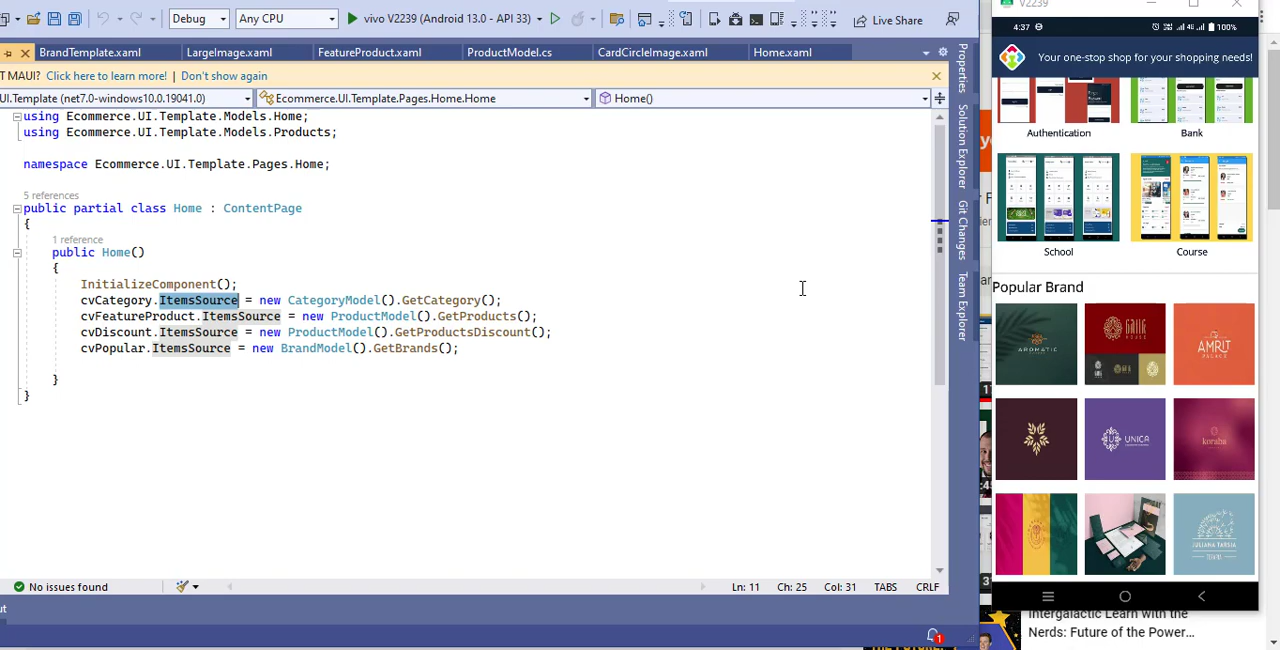 Debug
Any CPU
vivo V2239 (Android 13.0 - API 33)
Live Share
BrandTemplate.xaml
LargeImage.xaml
FeatureProduct.xaml
ProductModel.cs
CardCircleImage.xaml
Home.xaml
T MAUI? Click here to learn more! | Don't show again
UI.Template (net7.0-windows10.0.19041.0)
Ecommerce.UI.Template.Pages.Home.Home
Home()
using Ecommerce.UI.Template.Models.Home;
using Ecommerce.UI.Template.Models.Products;
namespace Ecommerce.UI.Template.Pages.Home;
5 references
public partial class Home : ContentPage
{
1 reference
public Home()
{
InitializeComponent();
cvCategory.ItemsSource = new CategoryModel().GetCategory();
cvFeatureProduct.ItemsSource = new ProductModel().GetProducts();
cvDiscount.ItemsSource = new ProductModel().GetProductsDiscount();
cvPopular.ItemsSource = new BrandModel().GetBrands();
}
}
No issues found
Ln: 11
Ch: 25
Col: 31
TABS
CRLF
ut
1
Properties
Solution Explorer
Git Changes
Team Explorer
V2239
4:37
100%
Your one-stop shop for your shopping needs!
Authentication
Bank
School
Course
Popular Brand
AROMATIC
AMRIT
PALACE
UNICA
koraba
JULIANA TAREJA
Intergalactic Learn with the
Nerds: Future of the Power...